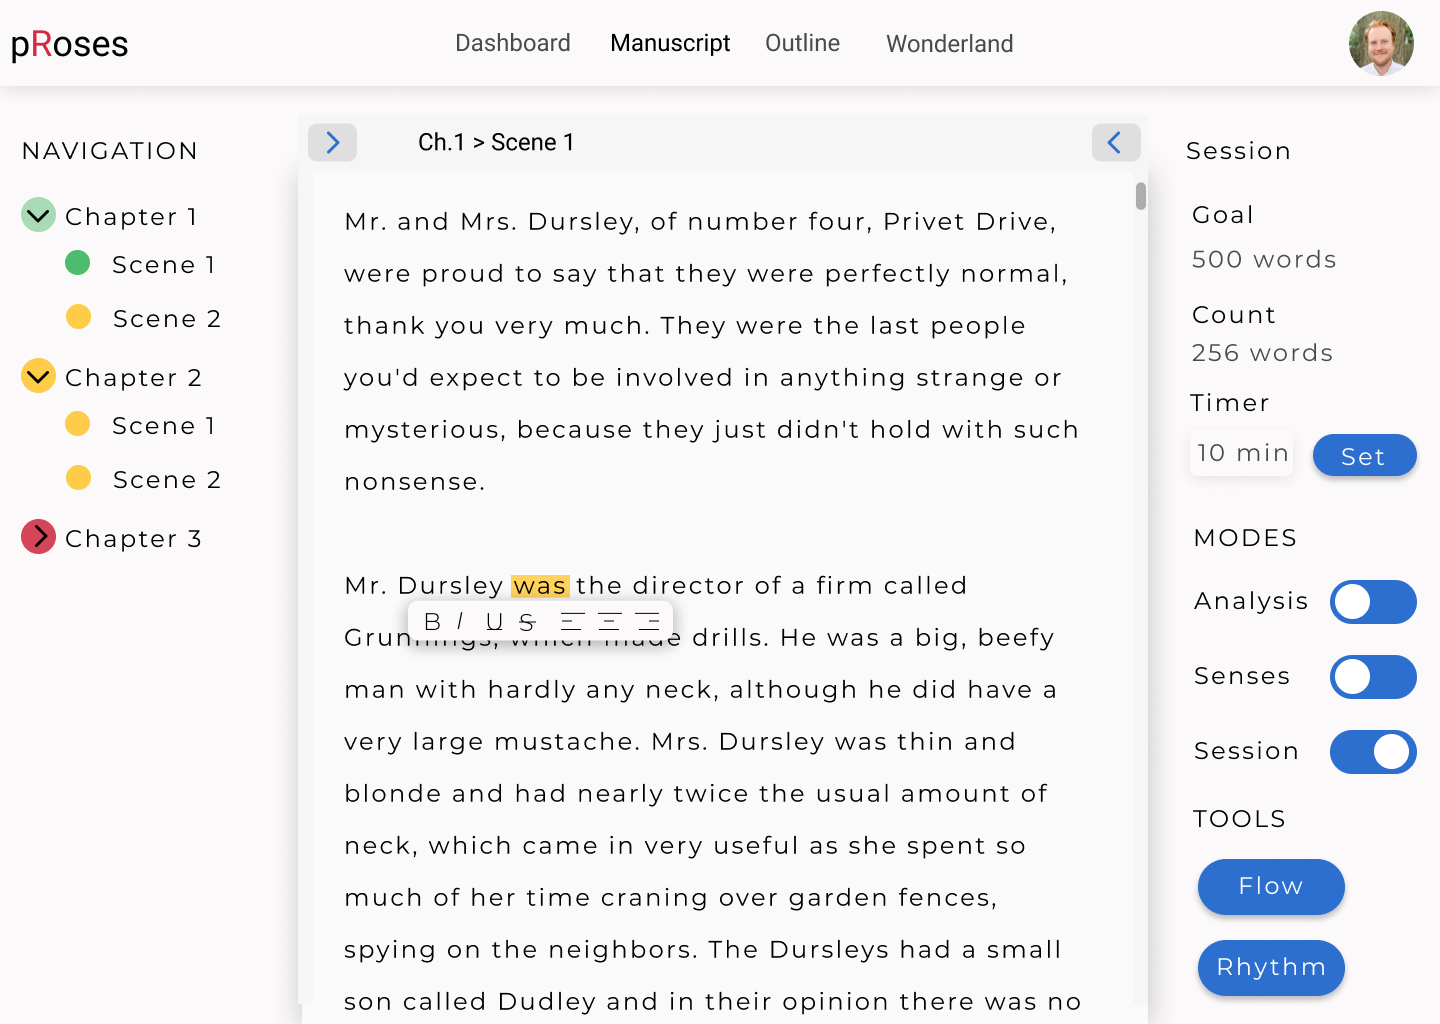 pRoses
Dashboard Manuscript Outline Wonderland
NAVIGATION
Chapter 1
Scene 1
Scene 2
Chapter 2
Scene 1
Scene 2
Chapter 3
Ch.1 > Scene 1
Mr. and Mrs. Dursley, of number four, Privet Drive,
were proud to say that they were perfectly normal,
thank you very much. They were the last people
you'd expect to be involved in anything strange or
mysterious, because they just didn't hold with such
nonsense.
Mr. Dursley was the director of a firm called
B I U S
Grunnings, which made drills. He was a big, beefy
man with hardly any neck, although he did have a
very large mustache. Mrs. Dursley was thin and
blonde and had nearly twice the usual amount of
neck, which came in very useful as she spent so
much of her time craning over garden fences,
spying on the neighbors. The Dursleys had a small
son called Dudley and in their opinion there was no
Session
Goal
500 words
Count
256 words
Timer
10 min Set
MODES
Analysis
Senses
Session
TOOLS
Flow
Rhythm